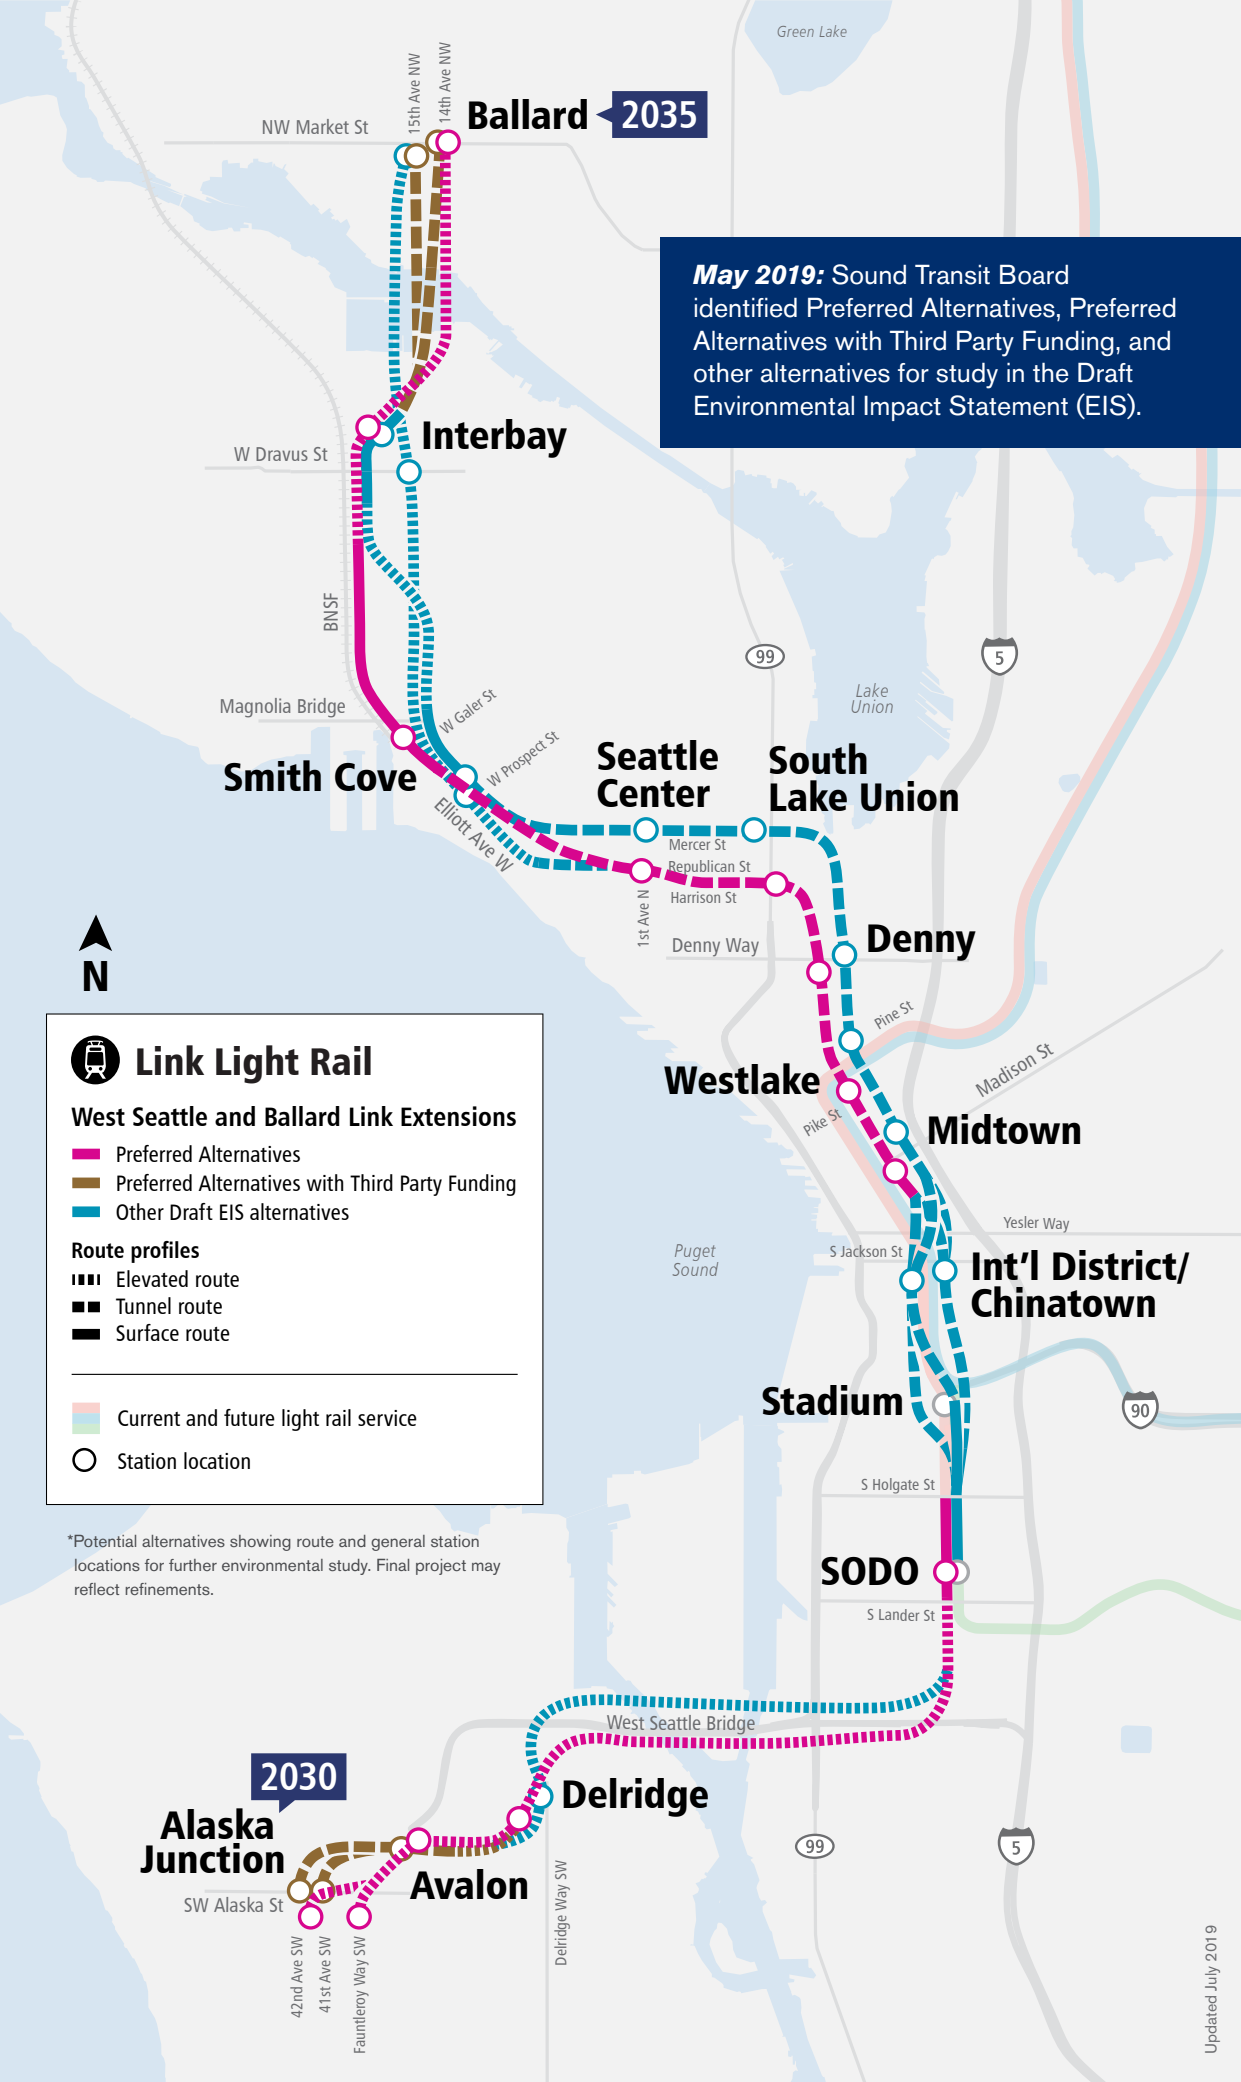 Green Lake
15th Ave NW
14th Ave NW
Ballard
2035
NW Market St
May 2019: Sound Transit Board
identified Preferred Alternatives, Preferred
Alternatives with Third Party Funding, and
other alternatives for study in the Draft
Environmental Impact Statement (EIS).
Interbay
W Dravus St
BNSF
99
5
Lake
Union
Magnolia Bridge
W Galer St
W Prospect St
Smith Cove
Elliott Ave W
Seattle
Center
South
Lake Union
Mercer St
Republican St
Harrison St
1st Ave N
Denny Way
Denny
N
Pine St
Madison St
Westlake
Pike St
Midtown
Yesler Way
S Jackson St
Puget
Sound
Int'l District/
Chinatown
Stadium
90
S Holgate St
SODO
S Lander St
Link Light Rail
West Seattle and Ballard Link Extensions
Preferred Alternatives
Preferred Alternatives with Third Party Funding
Other Draft EIS alternatives
Route profiles
Elevated route
Tunnel route
Surface route
Current and future light rail service
Station location
*Potential alternatives showing route and general station
locations for further environmental study. Final project may
reflect refinements.
West Seattle Bridge
2030
Delridge
Alaska
Junction
Avalon
99
5
SW Alaska St
42nd Ave SW
41st Ave SW
Fauntleroy Way SW
Delridge Way SW
Updated July 2019